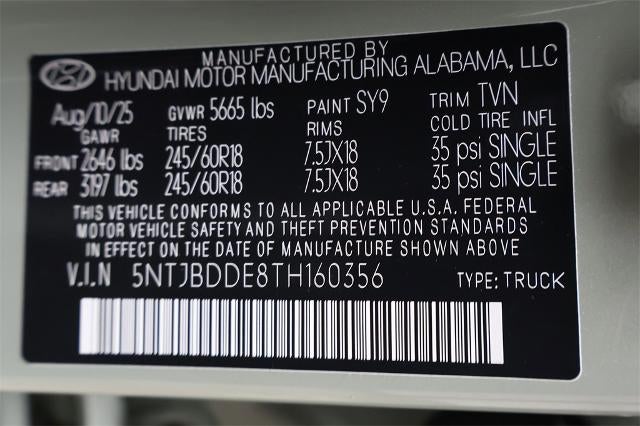 MANUFACTURED BY
HYUNDAI MOTOR MANUFACTURING ALABAMA, LLC
Aug/10/25 GVWR 5665 lbs PAINT SY9 TRIM TVN
GAWR TIRES RIMS COLD TIRE INFL
FRONT 2646 lbs 245/60R18 7.5JX18 35 psi SINGLE
REAR 3197 lbs 245/60R18 7.5JX18 35 psi SINGLE
THIS VEHICLE CONFORMS TO ALL APPLICABLE U.S.A. FEDERAL
MOTOR VEHICLE SAFETY AND THEFT PREVENTION STANDARDS
IN EFFECT ON THE DATE OF MANUFACTURE SHOWN ABOVE
V.I.N 5NTJBDDE8TH160356 TYPE: TRUCK